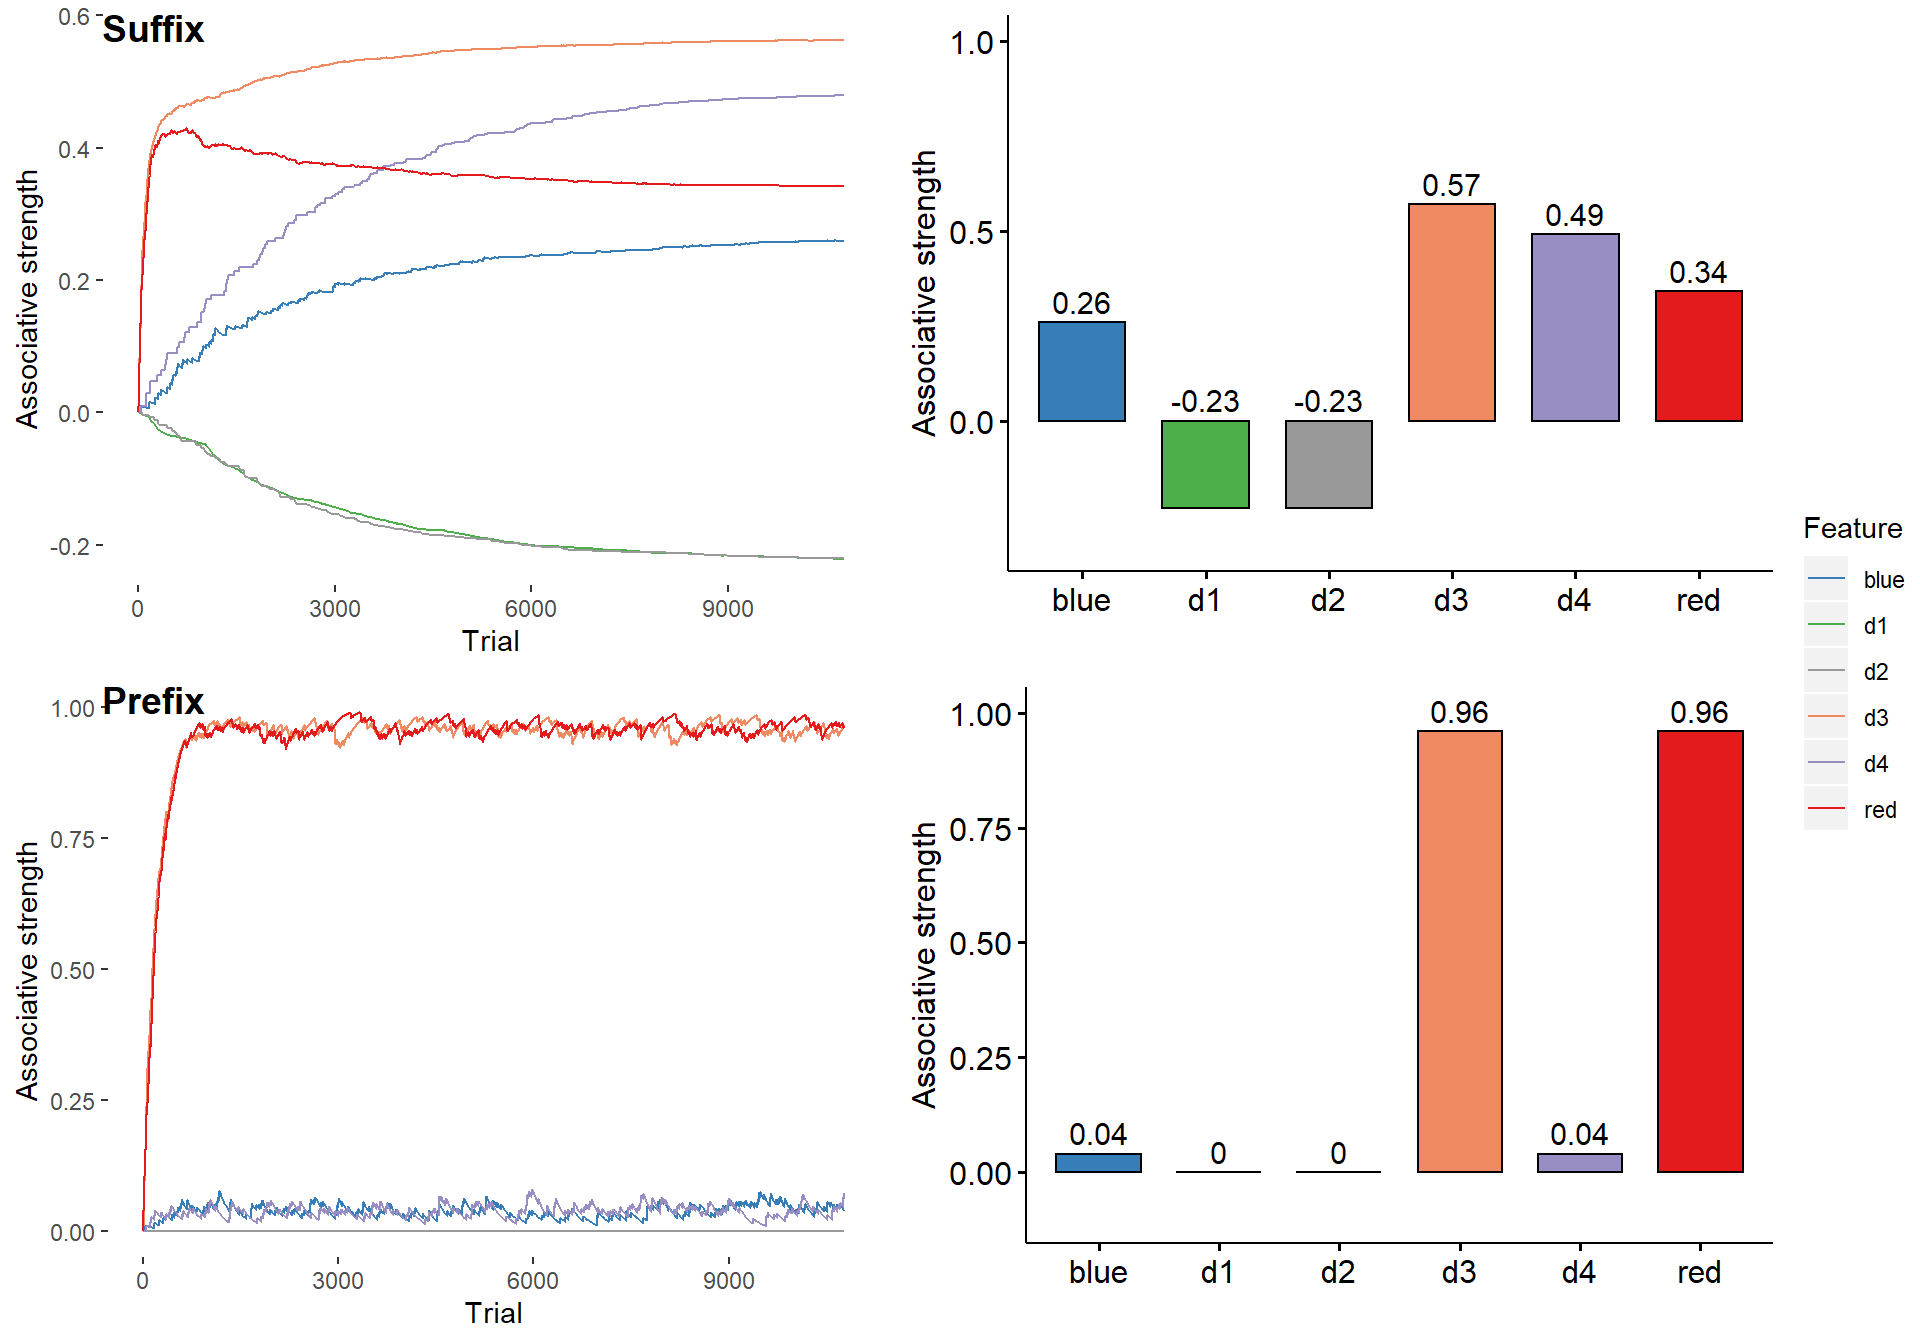 Suffix
0.6
0.4
0.2
0.0
-0.2
Associative strength
0 3000 6000 9000
Trial
1.0
0.5
0.0
Associative strength
0.26 -0.23 -0.23 0.57 0.49 0.34
blue d1 d2 d3 d4 red
Prefix
1.00
0.75
0.50
0.25
0.00
Associative strength
0 3000 6000 9000
Trial
1.00
0.75
0.50
0.25
0.00
Associative strength
0.04 0 0 0.96 0.04 0.96
blue d1 d2 d3 d4 red
Feature
blue
d1
d2
d3
d4
red